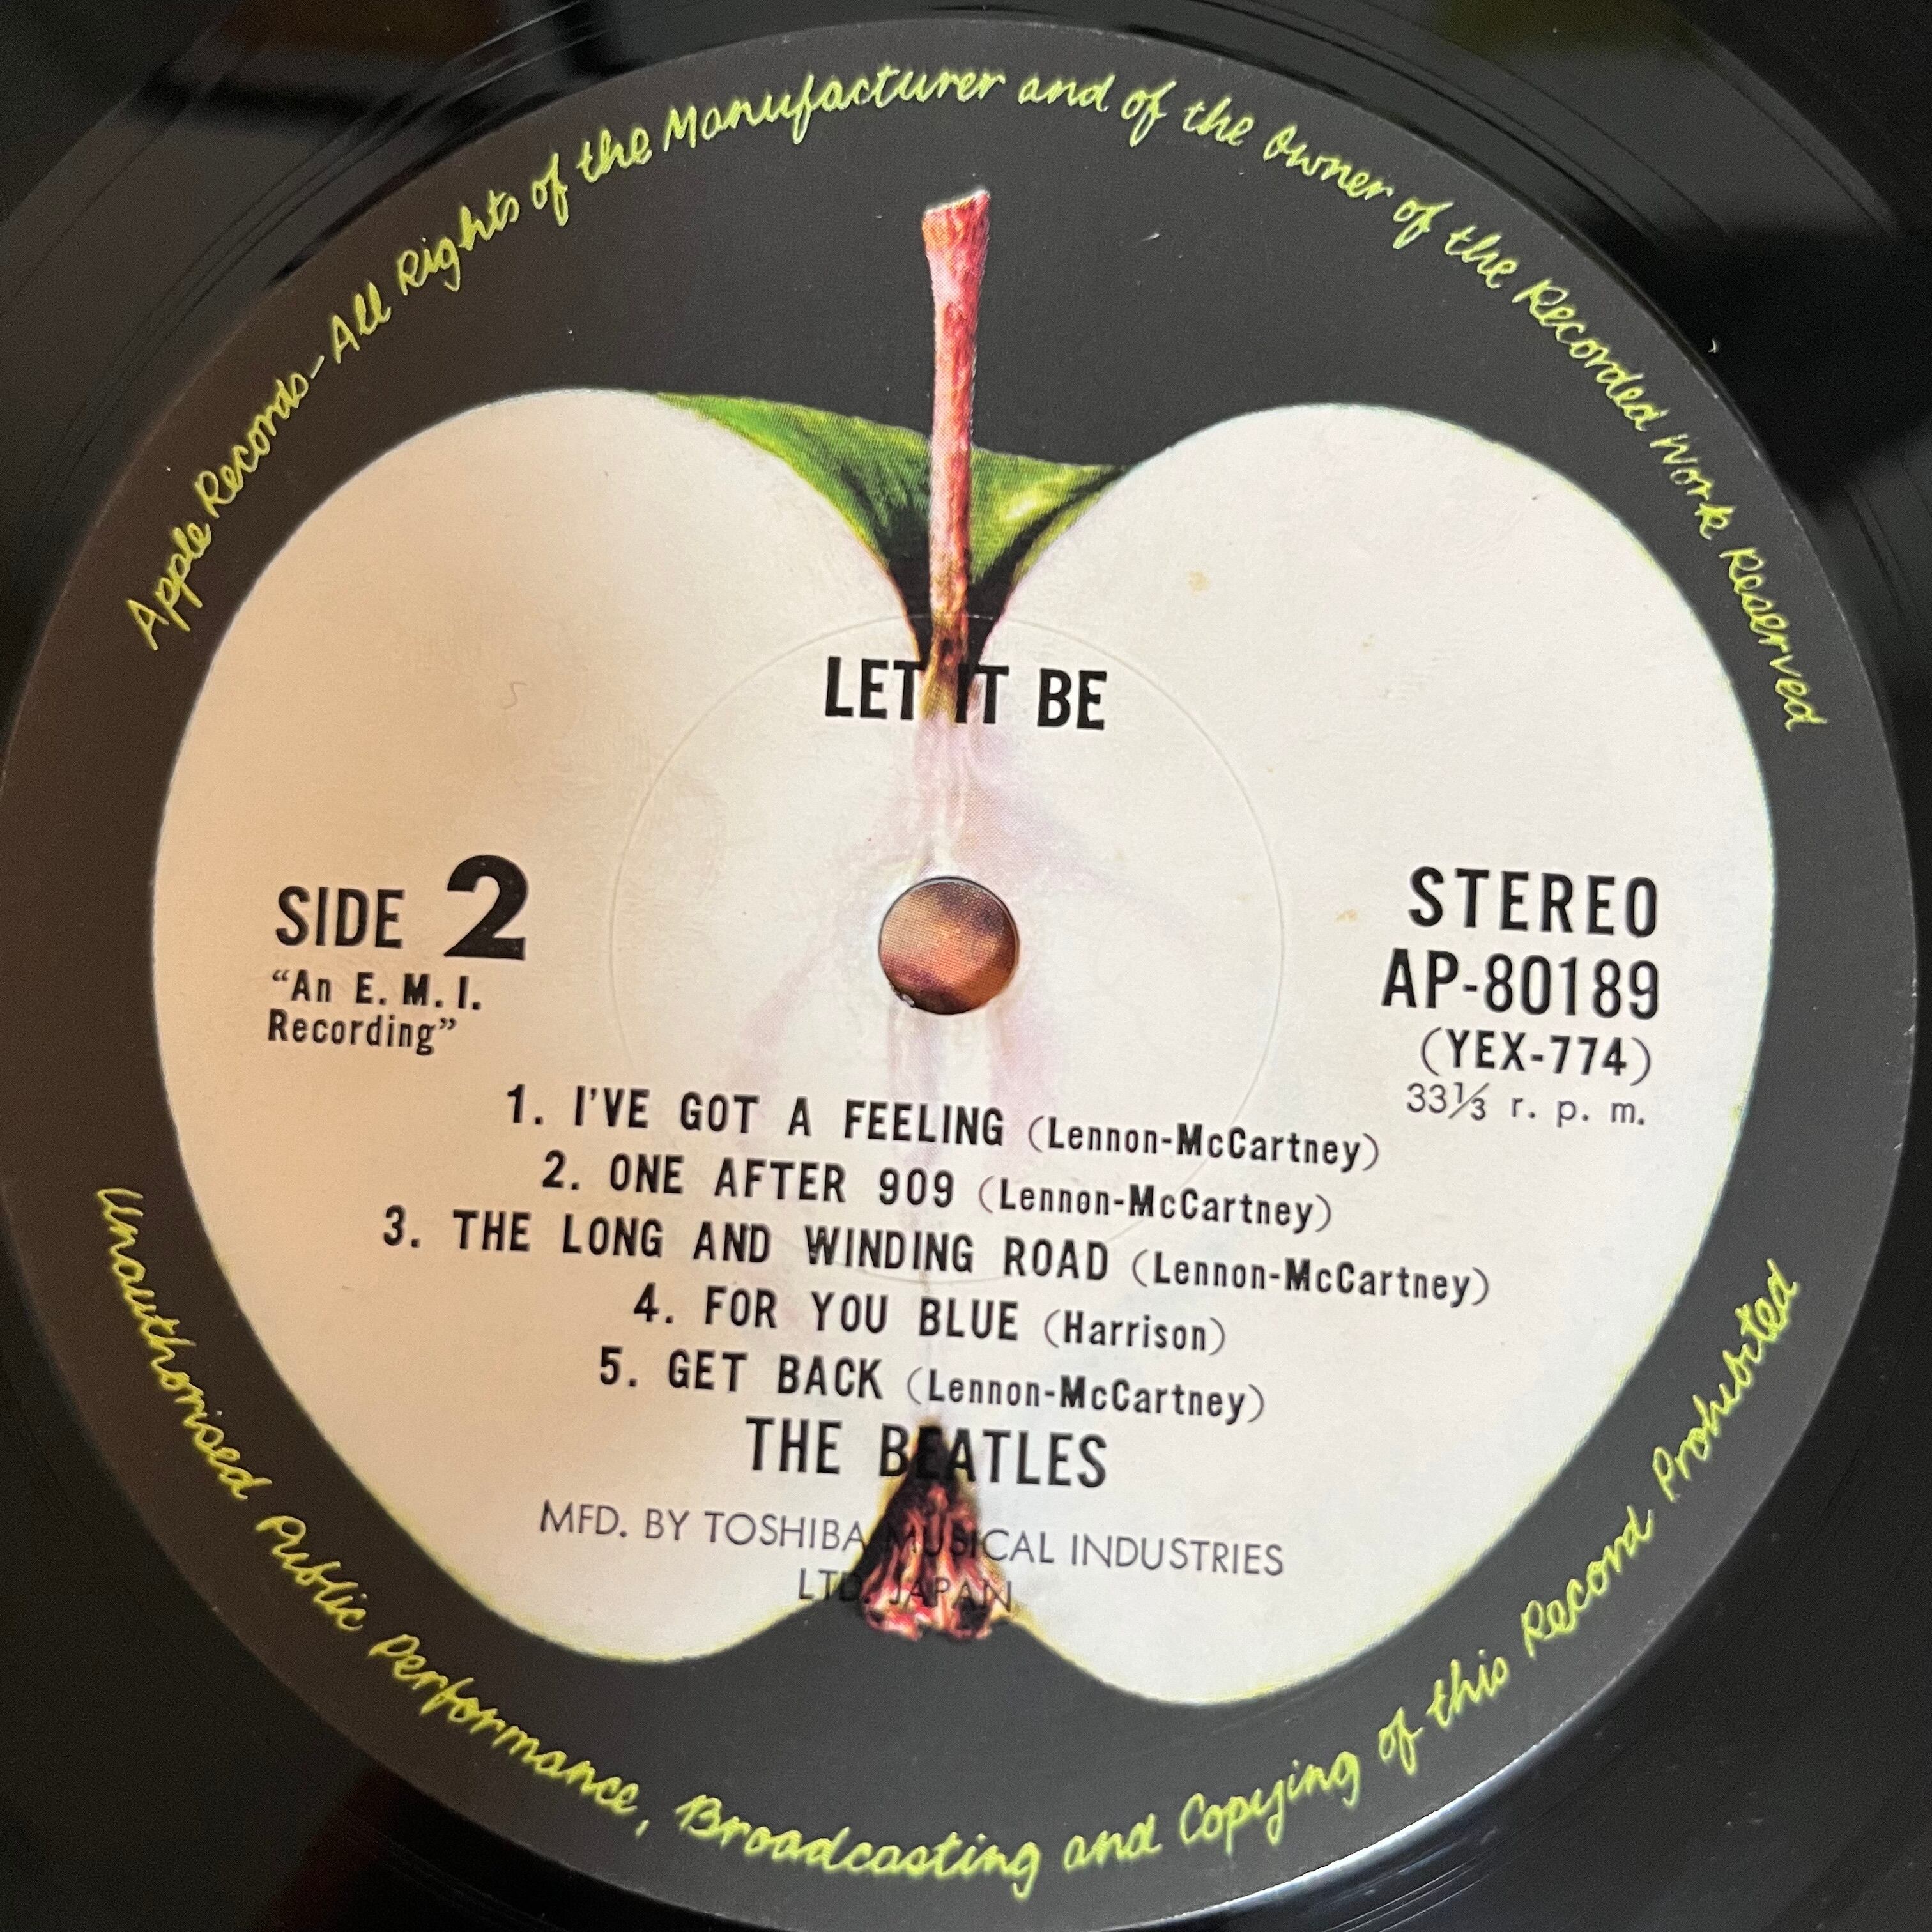 Apple Records-All Rights of the Manufacturer and of the Owner of the Recorded Work Reserved
LET IT BE
SIDE 2
"An E. M. I.
Recording"
STEREO
AP-80189
(YEX-774)
33⅓ r. p. m.
1. I'VE GOT A FEELING (Lennon-McCartney)
2. ONE AFTER 909 (Lennon-McCartney)
3. THE LONG AND WINDING ROAD (Lennon-McCartney)
4. FOR YOU BLUE (Harrison)
5. GET BACK (Lennon-McCartney)
THE BEATLES
MFD. BY TOSHIBA MUSICAL INDUSTRIES
LTD. JAPAN
Unauthorised Public Performance, Broadcasting and Copying of this Record Prohibited